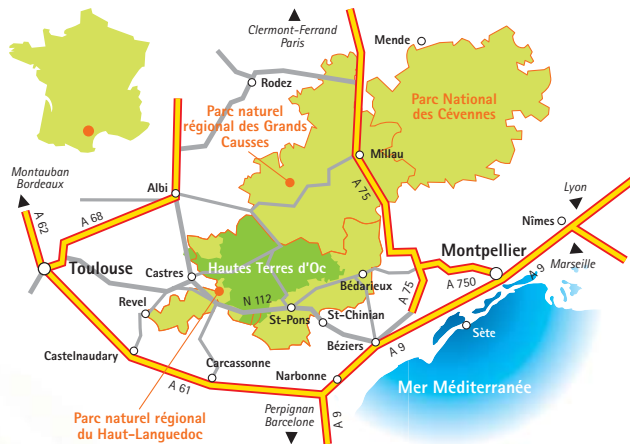 Clermont-Ferrand
Paris
Mende
Rodez
Parc naturel
régional des Grands
Causses
Parc National
des Cévennes
Millau
Montauban
Bordeaux
Albi
A 75
Lyon
A 62
A 68
Nîmes
Toulouse
Castres
Hautes Terres d'Oc
Montpellier
Marseille
Bédarieux
A 9
A 750
A 75
Revel
N 112
St-Pons
St-Chinian
Sète
Béziers
A 9
Castelnaudary
Carcassonne
Narbonne
A 61
Mer Méditerranée
Parc naturel régional
du Haut-Languedoc
Perpignan
Barcelone
A 9